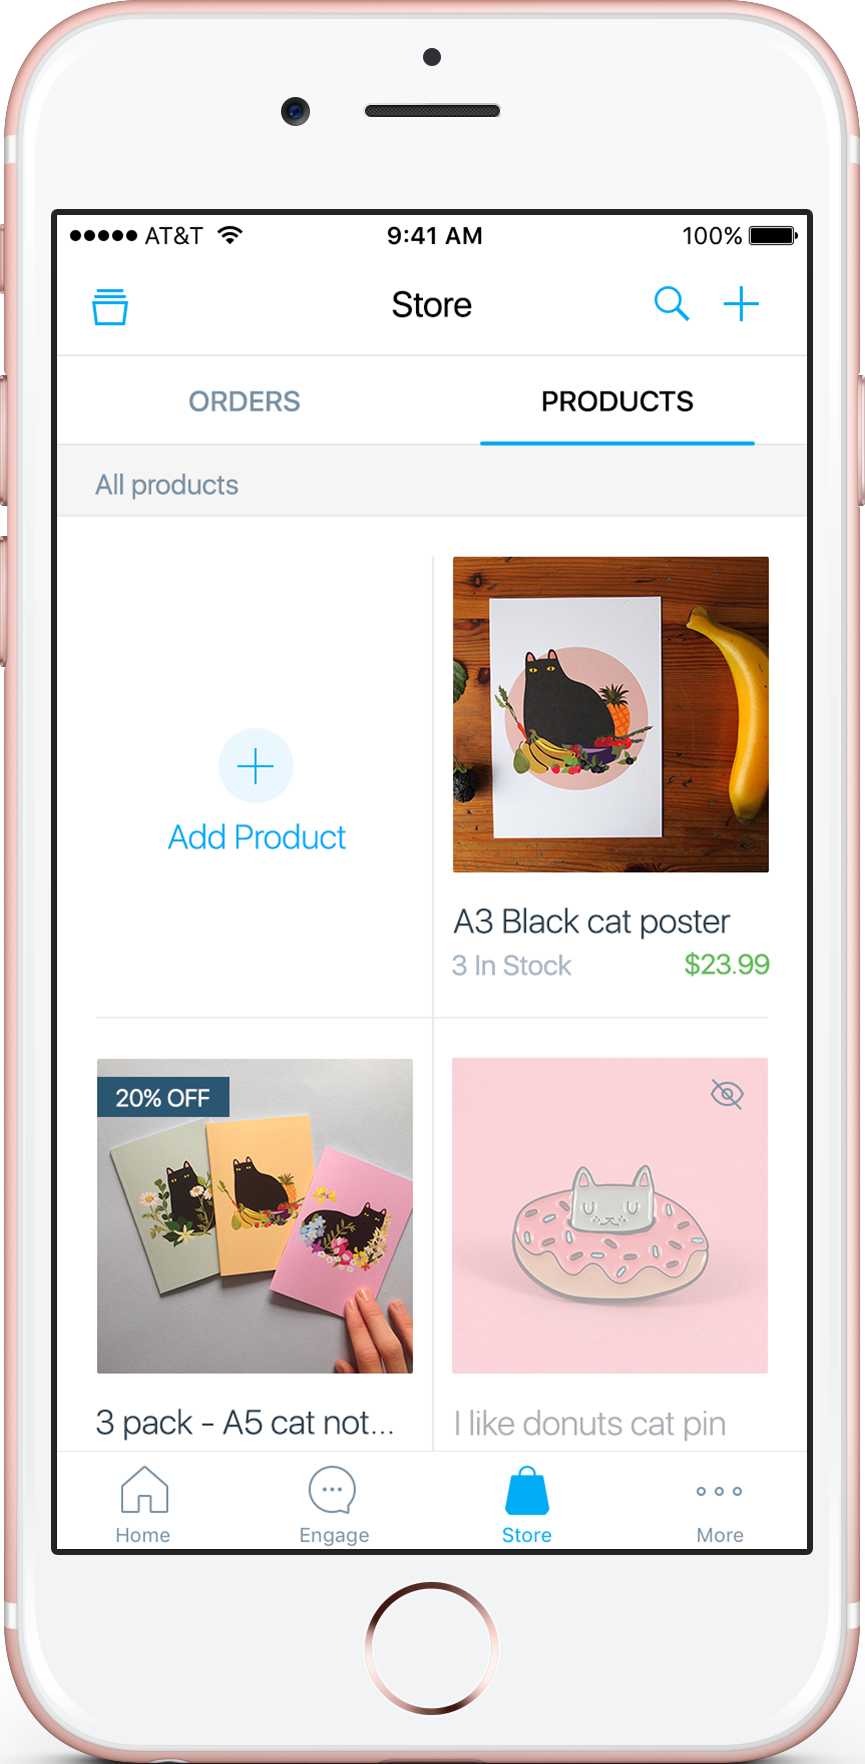 AT&T 9:41 AM 100%
Store
ORDERS PRODUCTS
All products
Add Product
A3 Black cat poster
3 In Stock $23.99
20% OFF
3 pack - A5 cat not...
I like donuts cat pin
Home Engage Store More